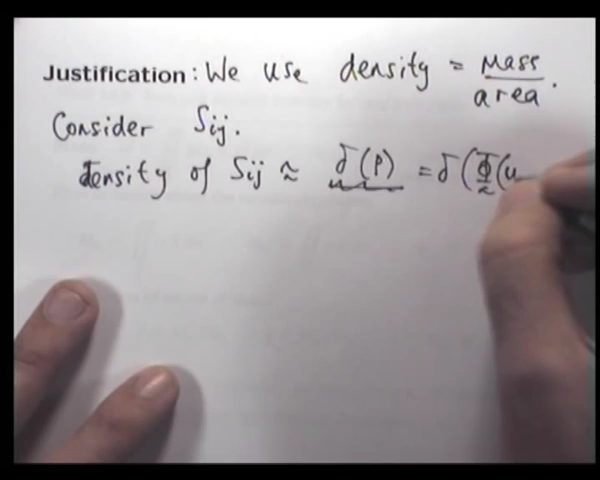 Justification: We use density = Mass / area.
Consider Sij.
density of Sij ≈ δ(P) = δ(Φ(u